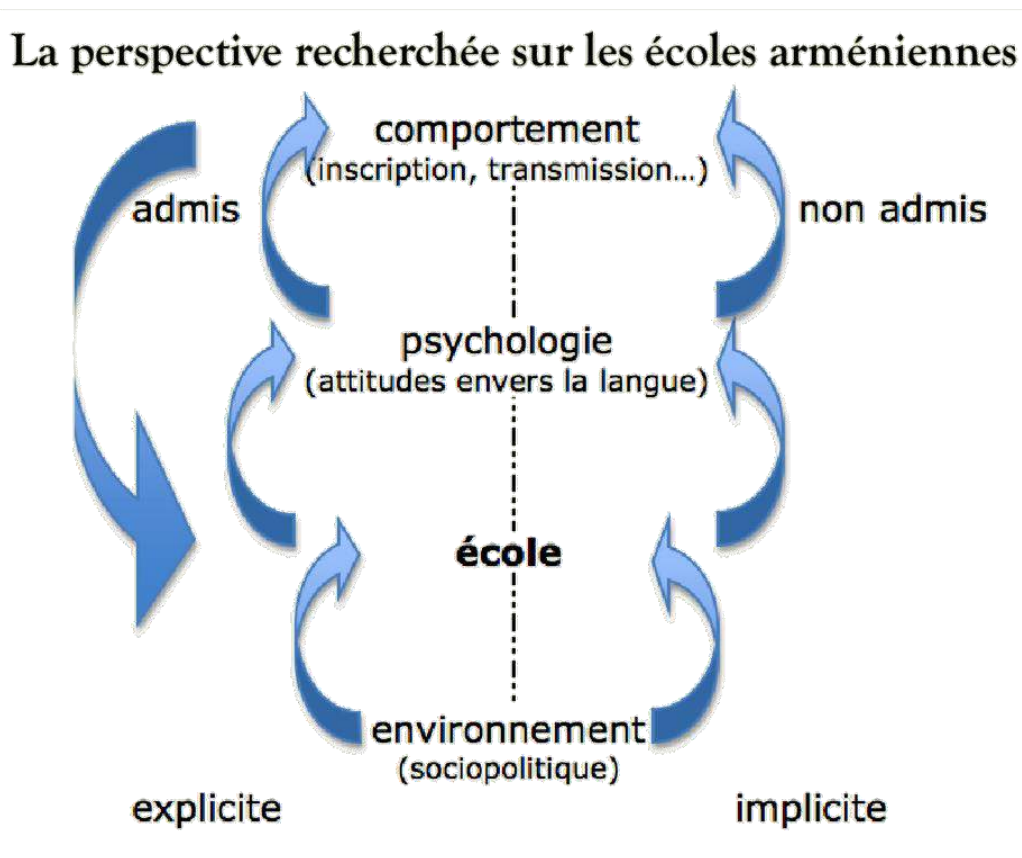 La perspective recherchée sur les écoles arméniennes
comportement
(inscription, transmission...)
admis
non admis
psychologie
(attitudes envers la langue)
école
environnement
(sociopolitique)
explicite
implicite